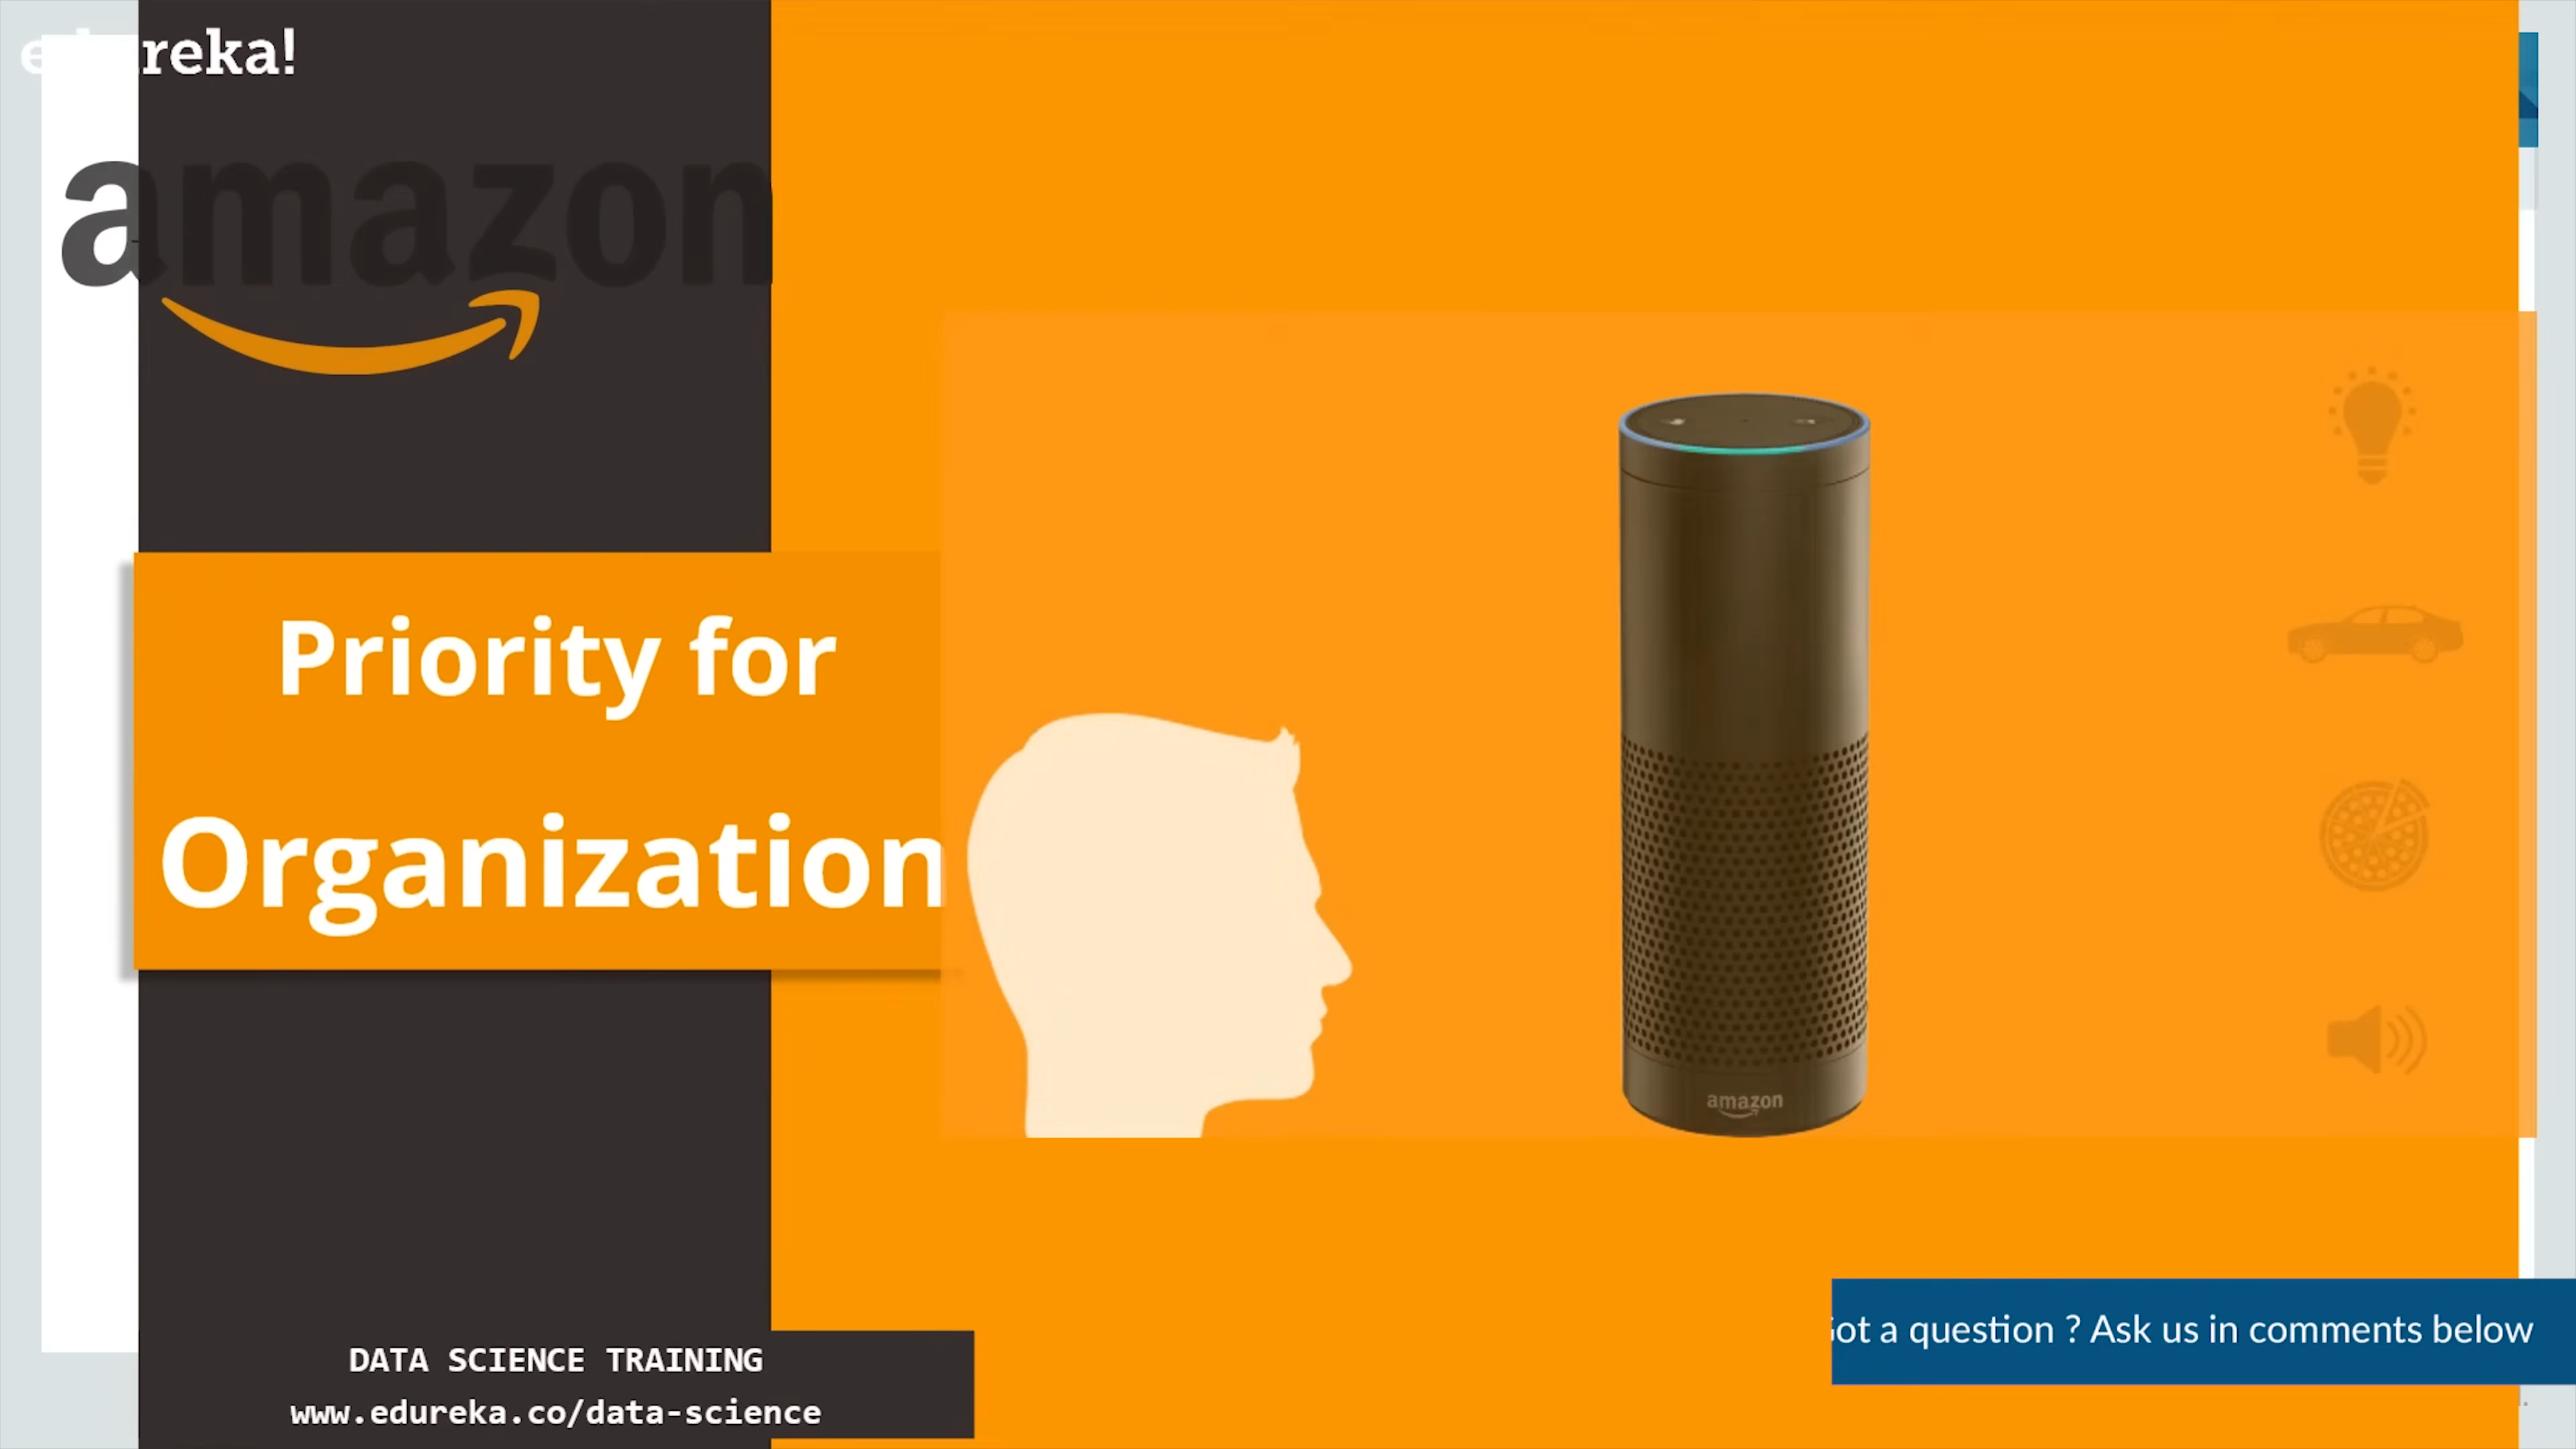 edureka!
amazon
Priority for
Organization
amazon
ot a question ? Ask us in comments below
DATA SCIENCE TRAINING
www.edureka.co/data-science